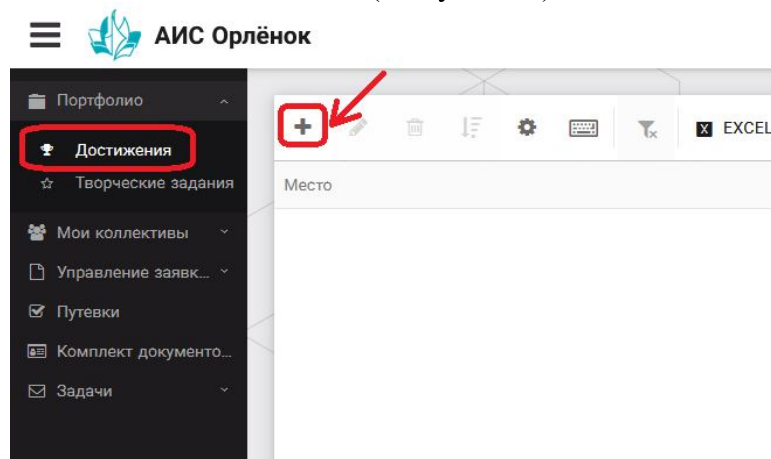 АИС Орлёнок
Портфолио
Достижения
Творческие задания
Мои коллективы
Управление заявк...
Путевки
Комплект документо...
Задачи
EXCEL
Место